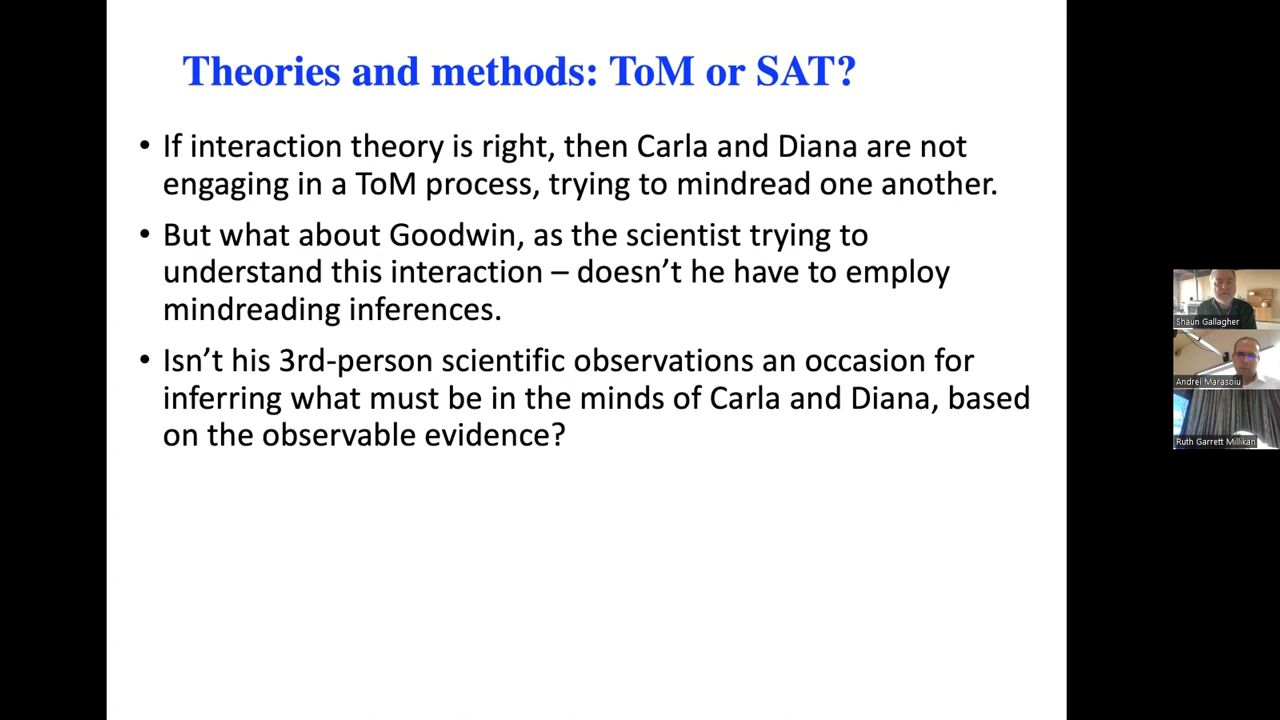 Theories and methods: ToM or SAT?
• If interaction theory is right, then Carla and Diana are not
engaging in a ToM process, trying to mindread one another.
• But what about Goodwin, as the scientist trying to
understand this interaction – doesn’t he have to employ
mindreading inferences.
• Isn’t his 3rd-person scientific observations an occasion for
inferring what must be in the minds of Carla and Diana, based
on the observable evidence?
Shaun Gallagher
Andrei Marasoiu
Ruth Garrett Millikan